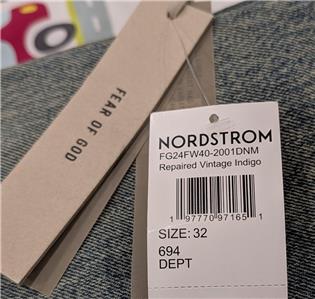 FEAR OF GOD
NORDSTROM
FG24FW40-2001DNM
Repaired Vintage Indigo
1 97770 97165 1
SIZE: 32
694
DEPT